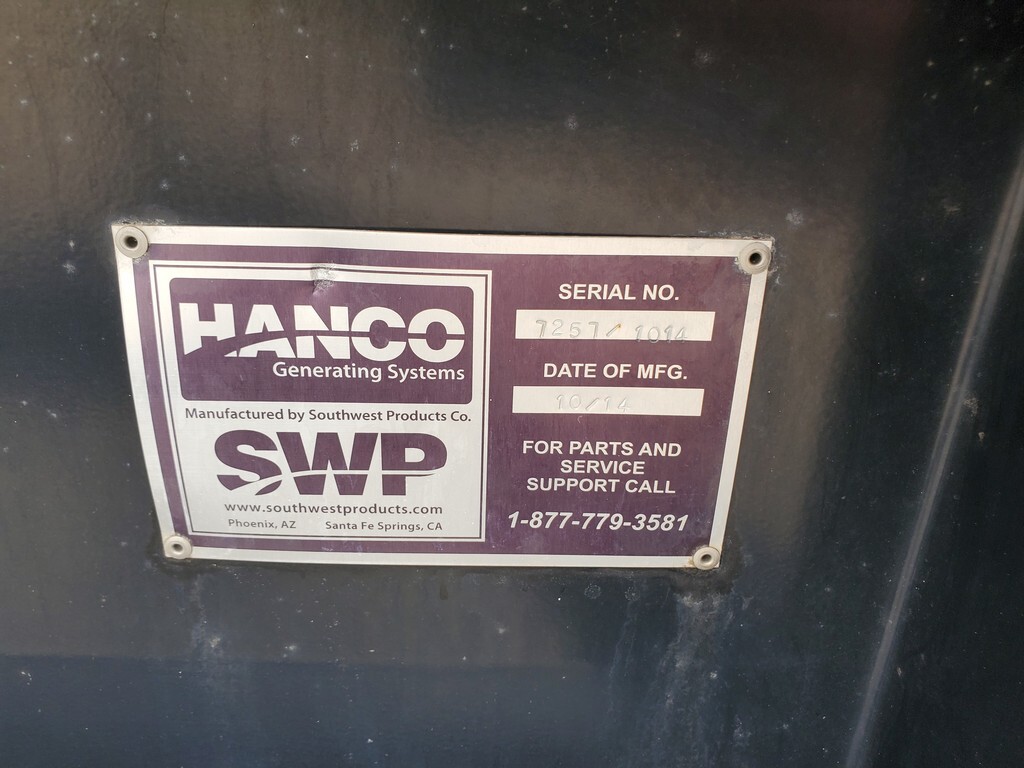 HANCO
Generating Systems
Manufactured by Southwest Products Co.
SWP
www.southwestproducts.com
Phoenix, AZ Santa Fe Springs, CA
SERIAL NO.
7257/1014
DATE OF MFG.
10/14
FOR PARTS AND
SERVICE
SUPPORT CALL
1-877-779-3581